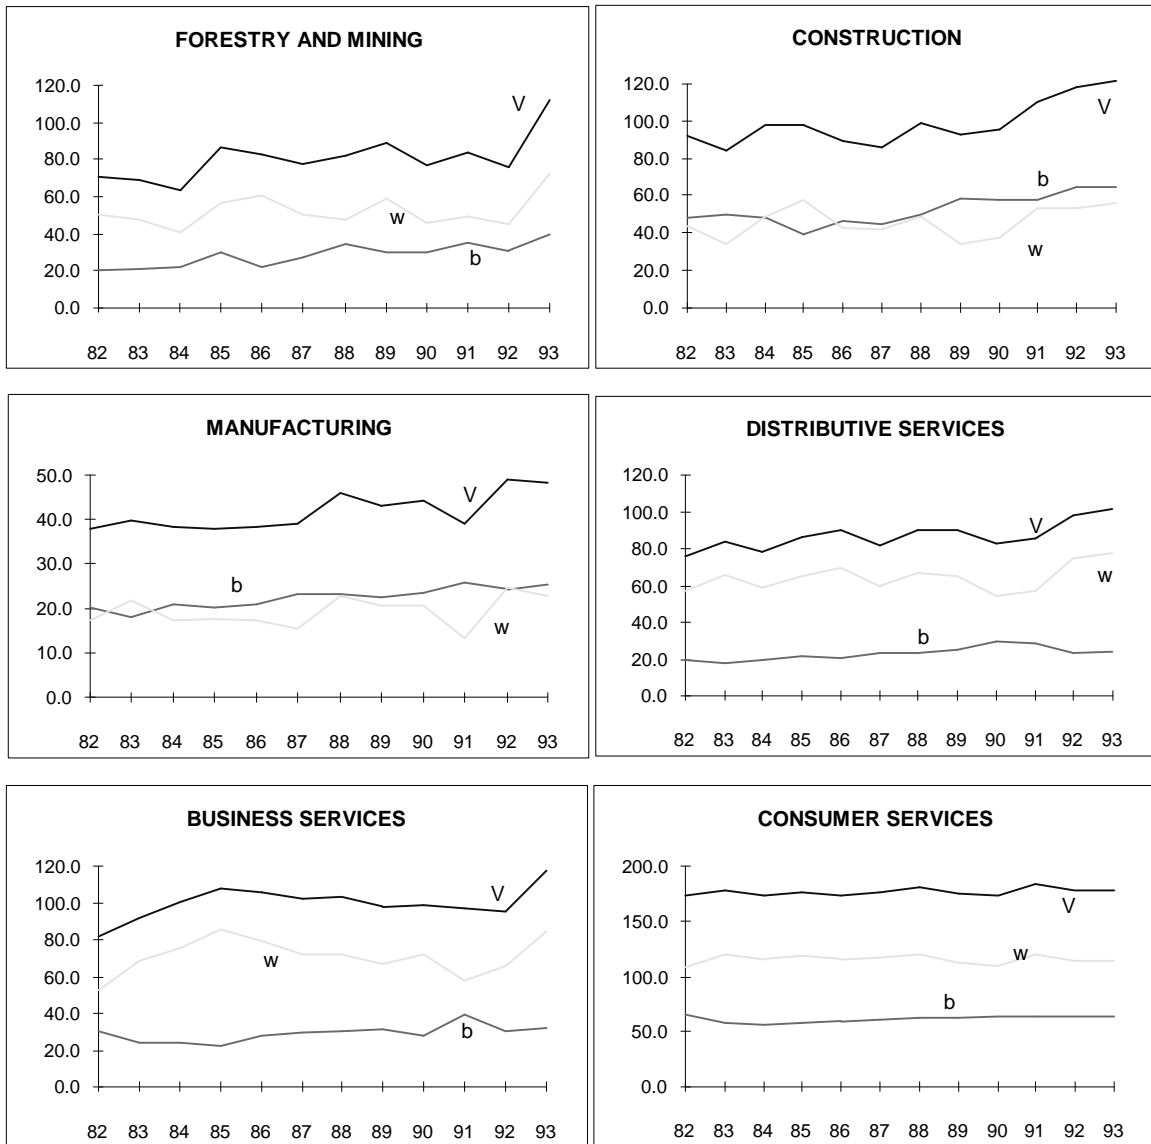 FORESTRY AND MINING
120.0
100.0
80.0
60.0
40.0
20.0
0.0
V
w
b
82 83 84 85 86 87 88 89 90 91 92 93
CONSTRUCTION
120.0
100.0
80.0
60.0
40.0
20.0
0.0
V
b
w
82 83 84 85 86 87 88 89 90 91 92 93
MANUFACTURING
50.0
40.0
30.0
20.0
10.0
0.0
V
b
w
82 83 84 85 86 87 88 89 90 91 92 93
DISTRIBUTIVE SERVICES
120.0
100.0
80.0
60.0
40.0
20.0
0.0
V
w
b
82 83 84 85 86 87 88 89 90 91 92 93
BUSINESS SERVICES
120.0
100.0
80.0
60.0
40.0
20.0
0.0
V
w
b
82 83 84 85 86 87 88 89 90 91 92 93
CONSUMER SERVICES
200.0
150.0
100.0
50.0
0.0
V
w
b
82 83 84 85 86 87 88 89 90 91 92 93